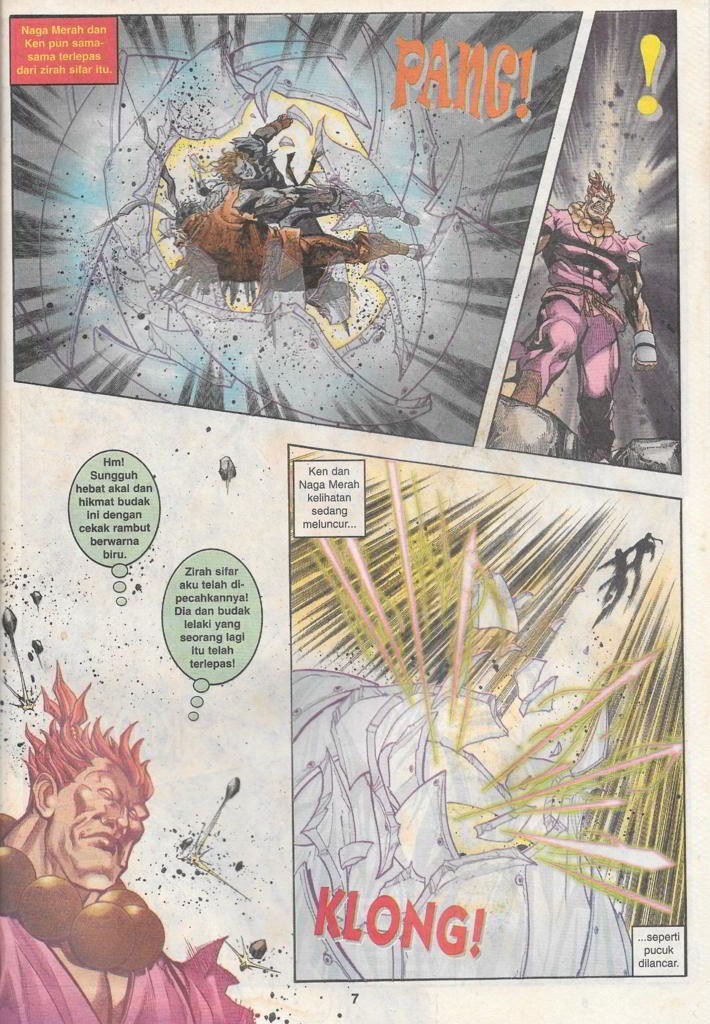 Naga Merah dan
Ken pun sama-
sama terlepas
dari zirah sifar itu.
PANG!
!
Hm!
Sungguh
hebat akal dan
hikmat budak
ini dengan
cekak rambut
berwarna
biru.
Zirah sifar
aku telah di-
pecahkannya!
Dia dan budak
lelaki yang
seorang lagi
itu telah
terlepas!
Ken dan
Naga Merah
kelihatan
sedang
meluncur...
KLONG!
...seperti
pucuk
dilancar.
7